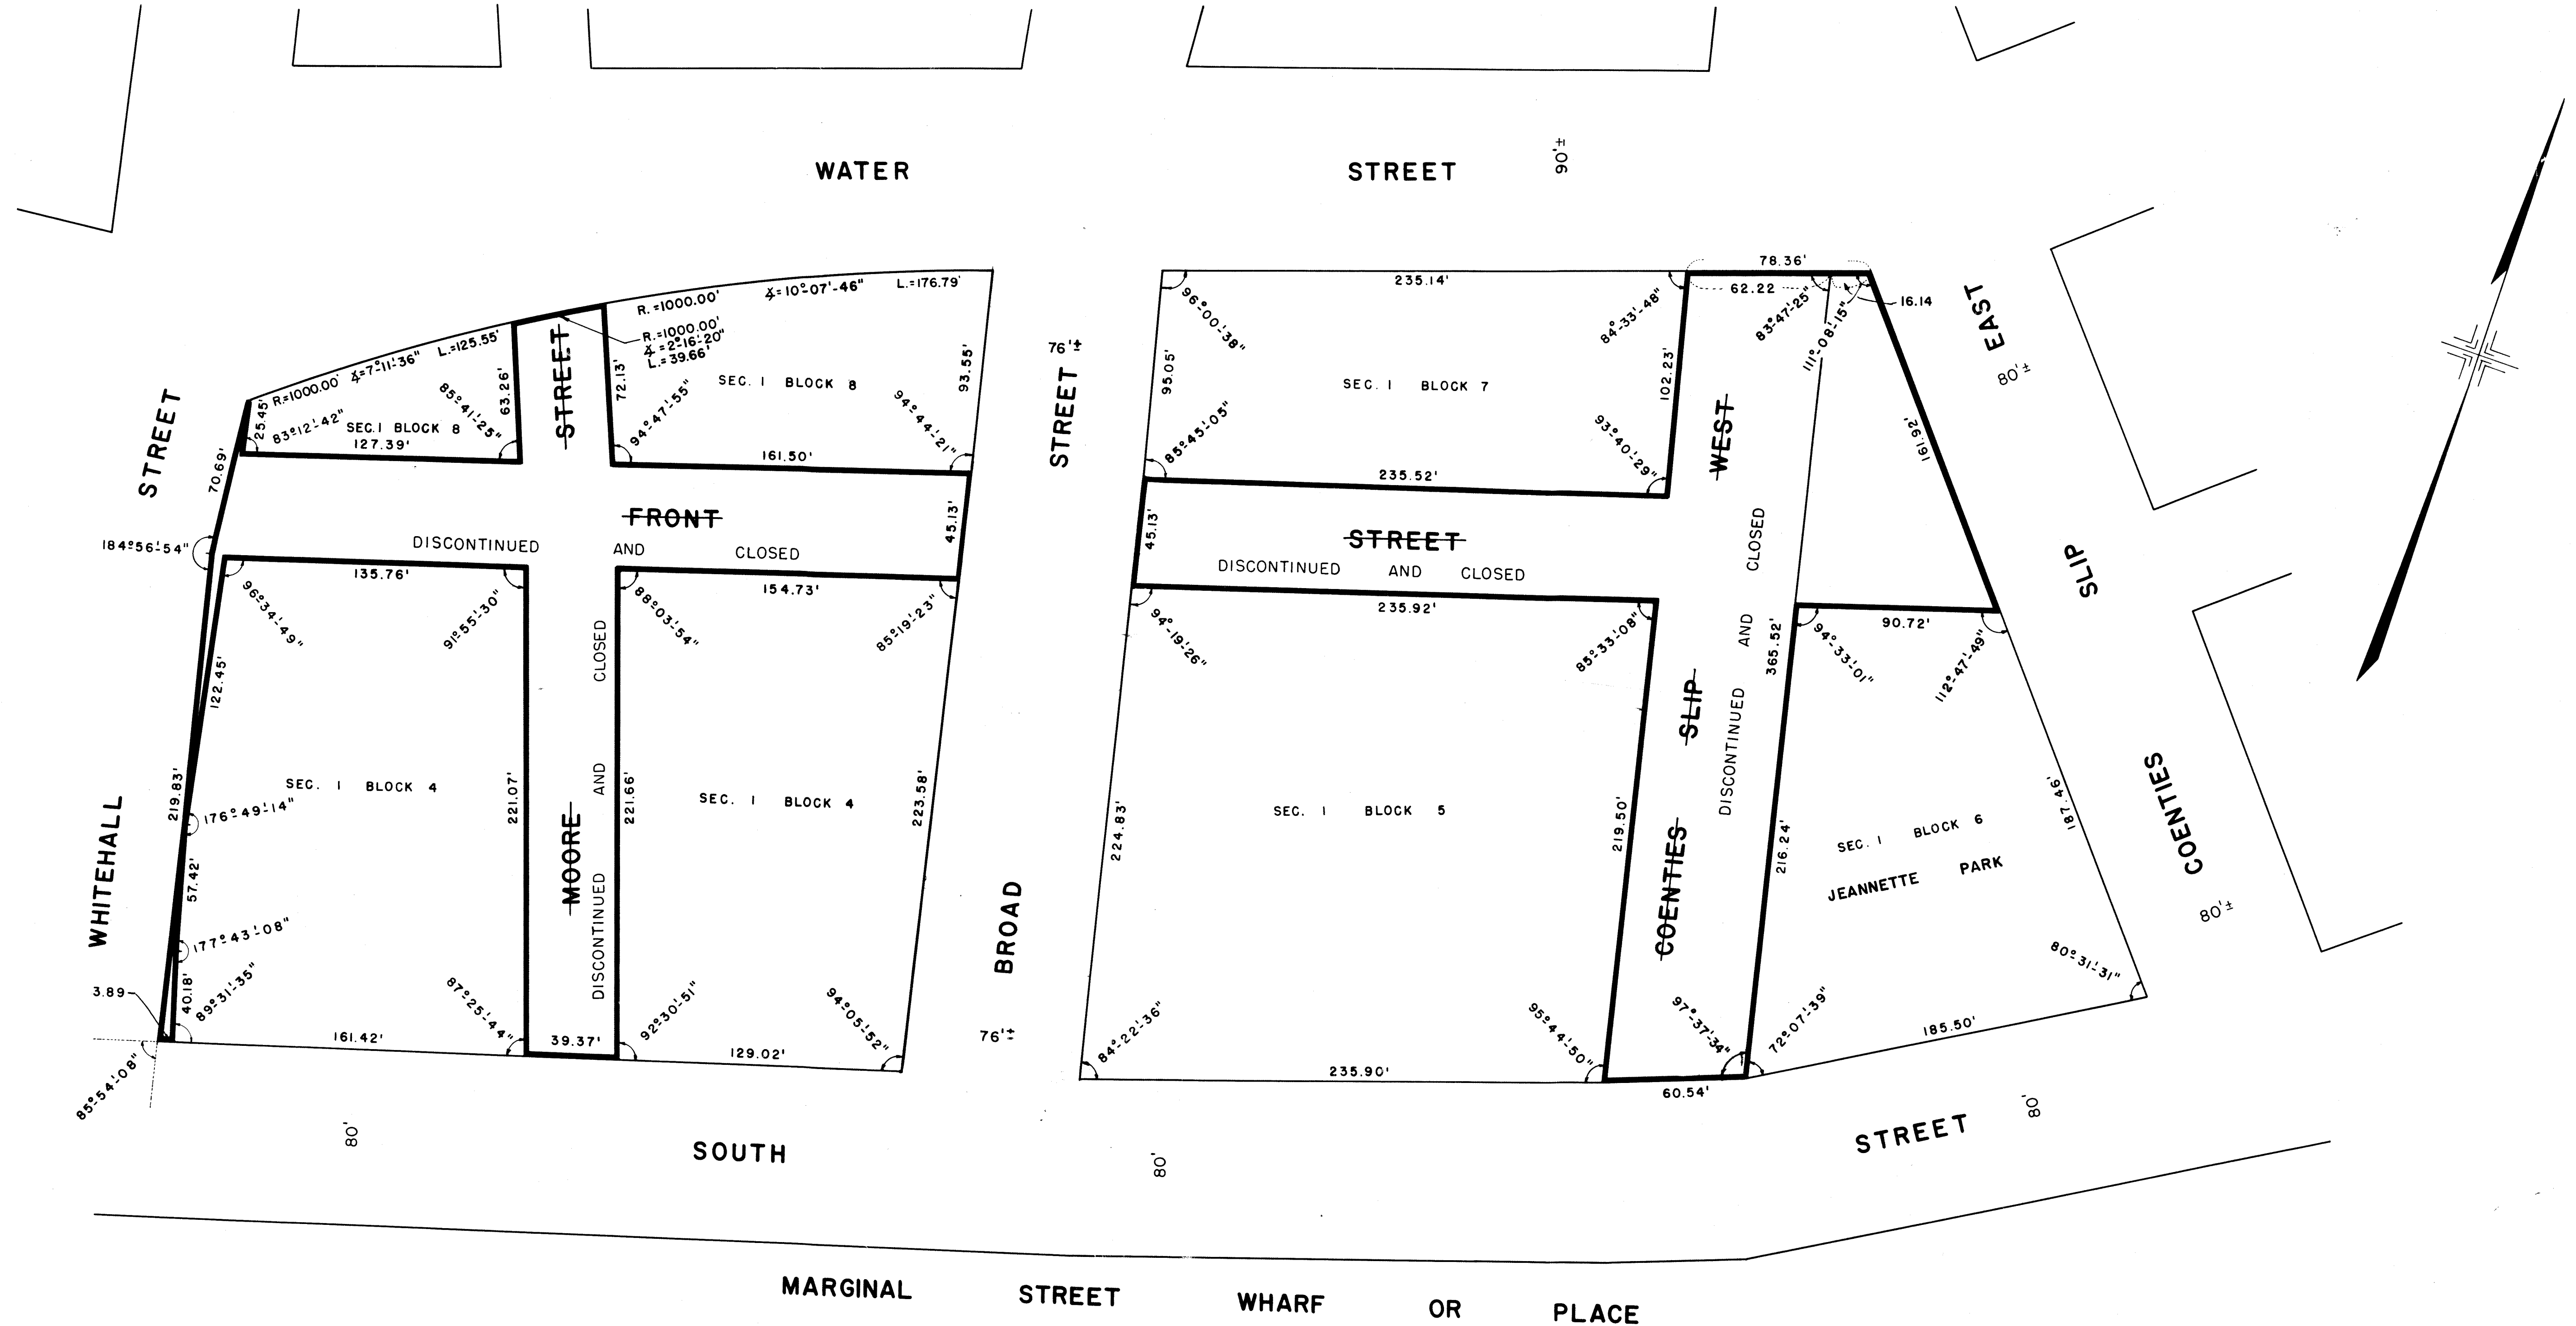 WATER STREET
90'±
78.36'
62.22
16.14
83°-47'-25"
111°-08'-15"
R.=1000.00' ∡=10°-07'-46" L.=176.79'
R.=1000.00'
∡=2°-16'-20"
L.=39.66'
R.=1000.00' ∡=7°-11'-36" L.=125.55'
25.45'
83°-12'-42"
SEC. 1 BLOCK 8
127.39'
85°-41'-25"
63.26'
STREET
72.13'
94°-47'-55"
SEC. 1 BLOCK 8
161.50'
94°-44'-21"
93.55'
76'±
STREET
235.14'
96°-00'-38"
95.05'
85°-45'-05"
SEC. 1 BLOCK 7
235.52'
84°-33'-48"
93°-40'-29"
102.23'
WEST
161.92'
EAST
80'±
STREET
70.69'
184°-56'-54"
FRONT
DISCONTINUED AND CLOSED
45.13'
45.13'
STREET
DISCONTINUED AND CLOSED
SLIP
135.76'
96°-34'-49"
91°-55'-30"
122.45'
219.83'
SEC. 1 BLOCK 4
176°-49'-14"
57.42'
177°-43'-08"
40.18'
89°-31'-35"
3.89
85°-54'-08"
WHITEHALL
161.42'
87°-25'-44"
221.07'
MOORE
DISCONTINUED AND CLOSED
39.37'
221.66'
154.73'
88°-03'-54"
85°-19'-23"
SEC. 1 BLOCK 4
223.58'
92°-30'-51"
94°-05'-52"
129.02'
BROAD
76'±
235.92'
94°-19'-26"
85°-33'-08"
224.83'
SEC. 1 BLOCK 5
219.50'
84°-22'-36"
95°-44'-50"
235.90'
COENTIES SLIP
DISCONTINUED AND CLOSED
365.52'
97°-37'-34"
60.54'
90.72'
94°-33'-01"
112°-47'-49"
216.24'
SEC. 1 BLOCK 6
JEANNETTE PARK
187.46'
72°-07'-39"
80°-31'-31"
185.50'
COENTIES
80'±
80'
SOUTH
80'
STREET
80'
MARGINAL STREET WHARF OR PLACE